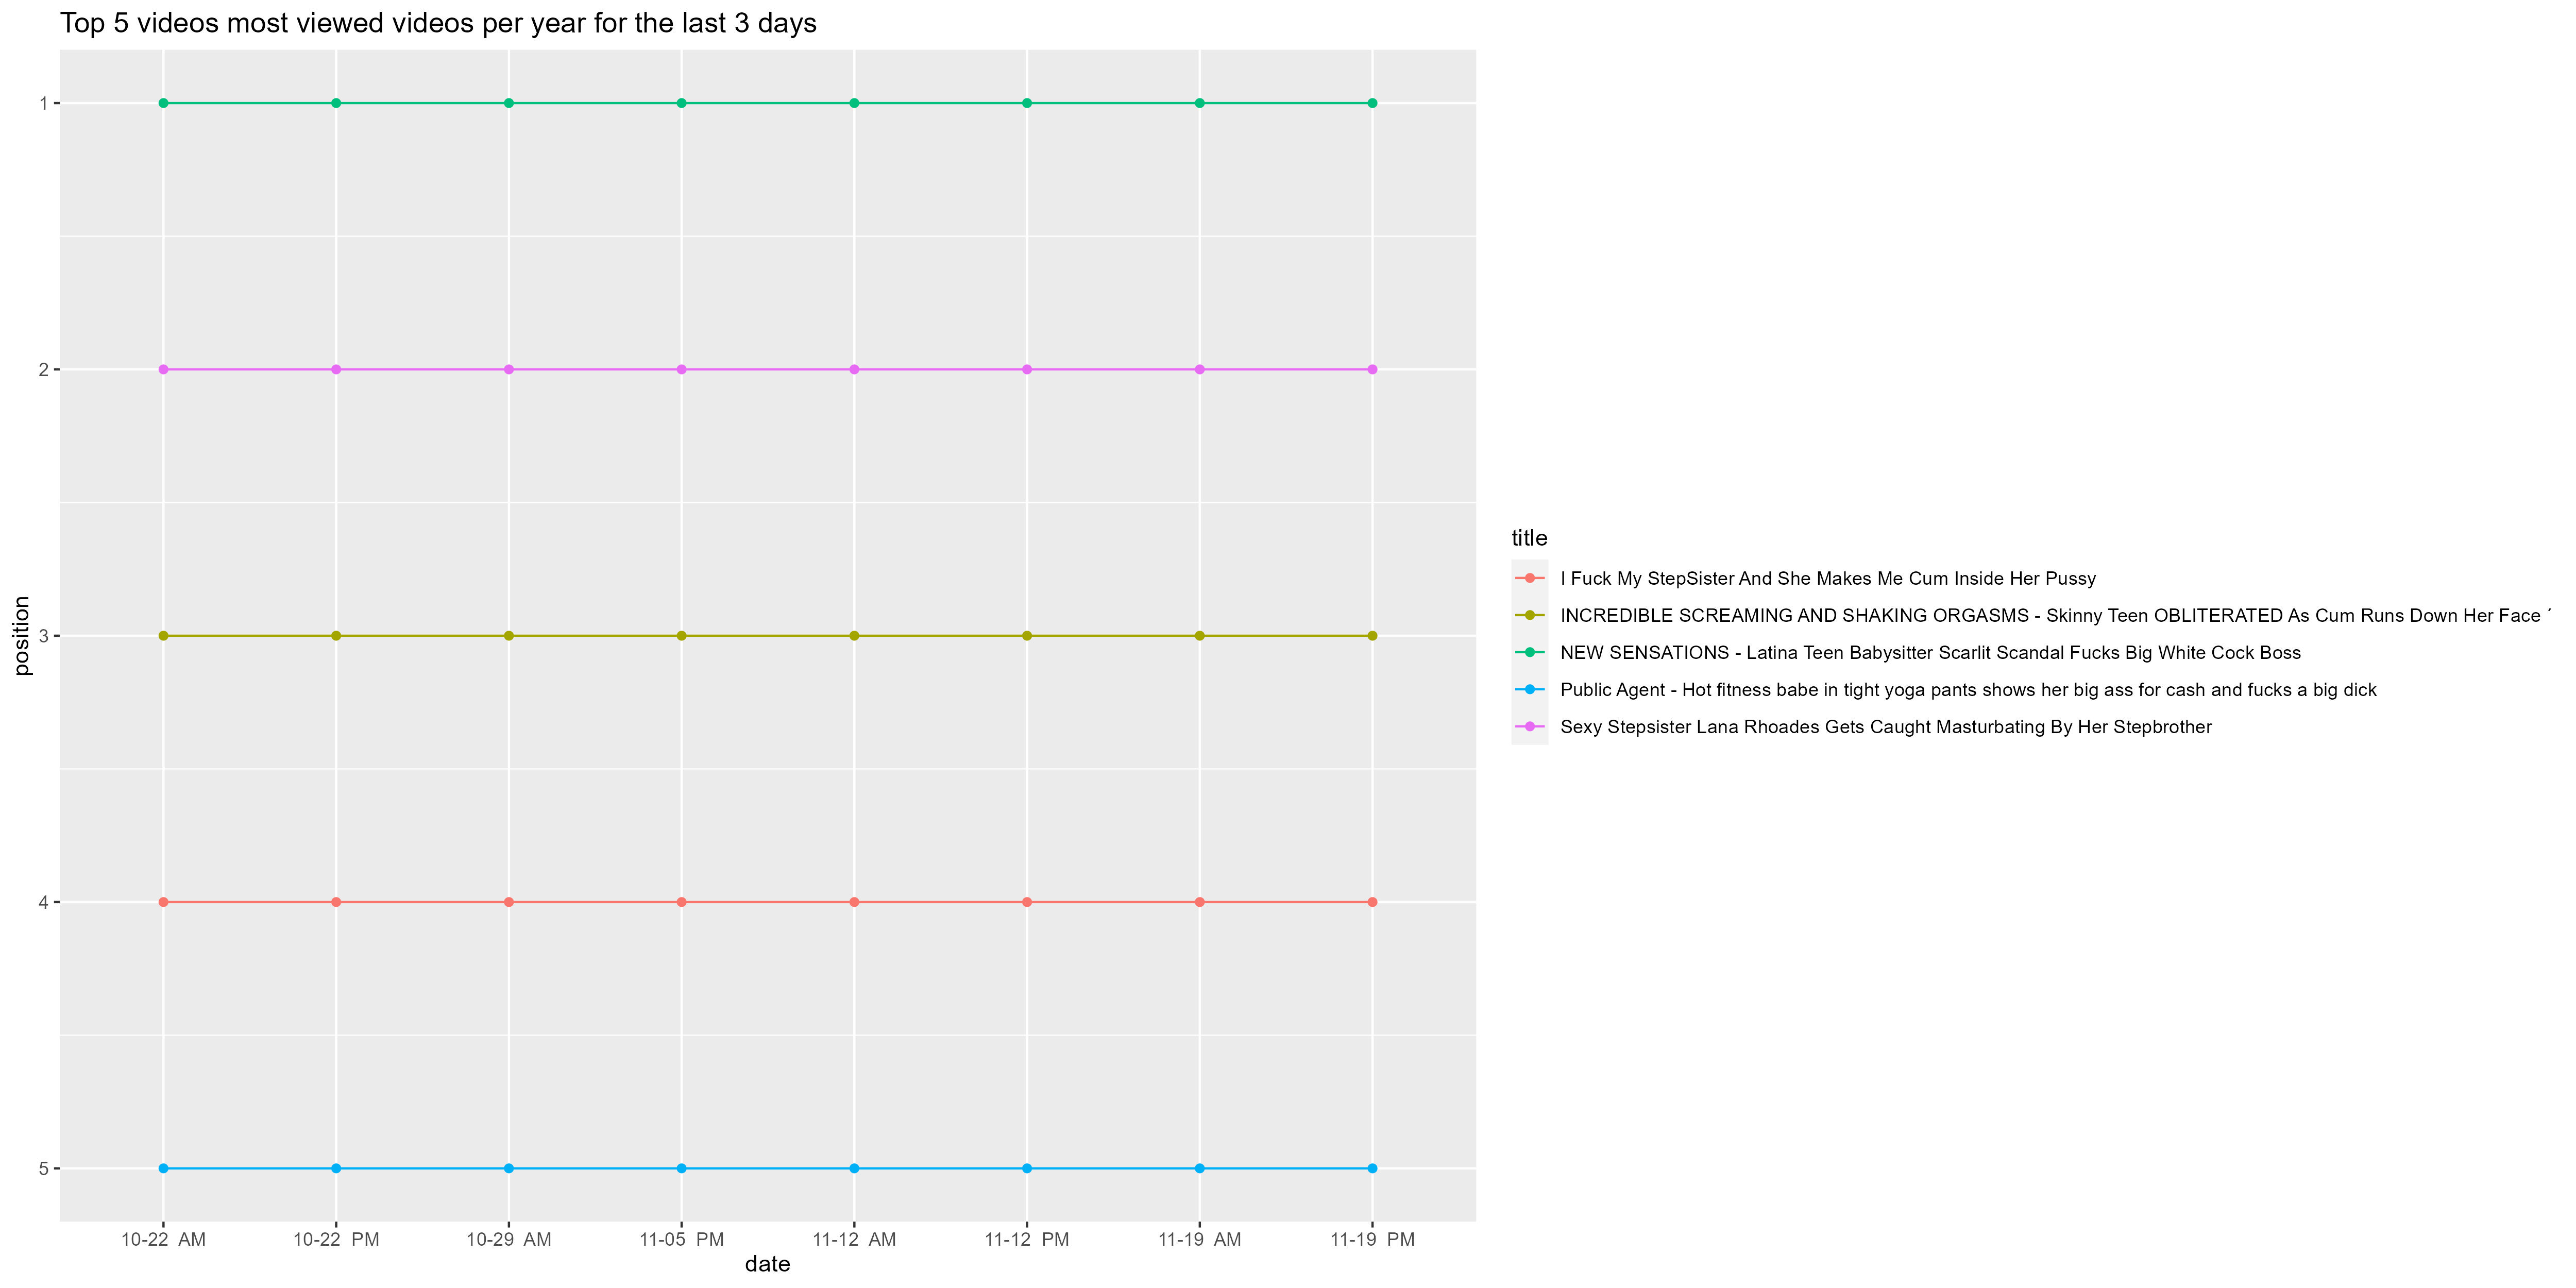 Top 5 videos most viewed videos per year for the last 3 days
position
1
2
3
4
5
10-22 AM
10-22 PM
10-29 AM
11-05 PM
11-12 AM
11-12 PM
11-19 AM
11-19 PM
date
title
I Fuck My StepSister And She Makes Me Cum Inside Her Pussy
INCREDIBLE SCREAMING AND SHAKING ORGASMS - Skinny Teen OBLITERATED As Cum Runs Down Her Face ´
NEW SENSATIONS - Latina Teen Babysitter Scarlit Scandal Fucks Big White Cock Boss
Public Agent - Hot fitness babe in tight yoga pants shows her big ass for cash and fucks a big dick
Sexy Stepsister Lana Rhoades Gets Caught Masturbating By Her Stepbrother